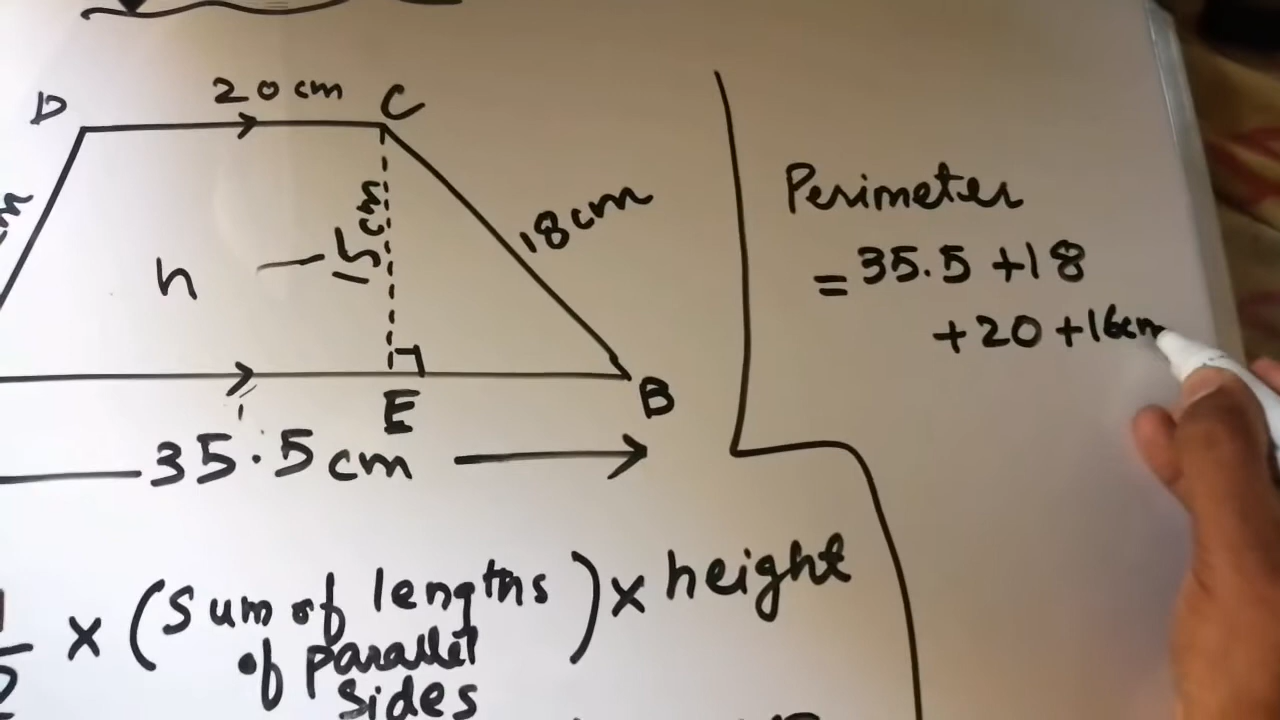 D 20 cm C
18cm
15cm
h
E B
35.5 cm
Perimeter
= 35.5 +18
+20 +16cm
× (Sum of lengths
of parallel
sides) × height